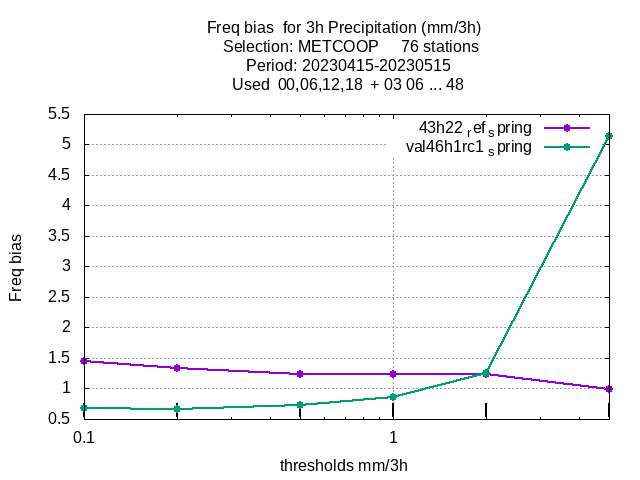 Freq bias  for 3h Precipitation (mm/3h)
Selection: METCOOP     76 stations
Period: 20230415-20230515
Used  00,06,12,18  + 03 06 ... 48
43h22 ref spring
val46h1rc1 spring
5.5
5
4.5
4
3.5
3
2.5
2
1.5
1
0.5
Freq bias
0.1
1
thresholds mm/3h